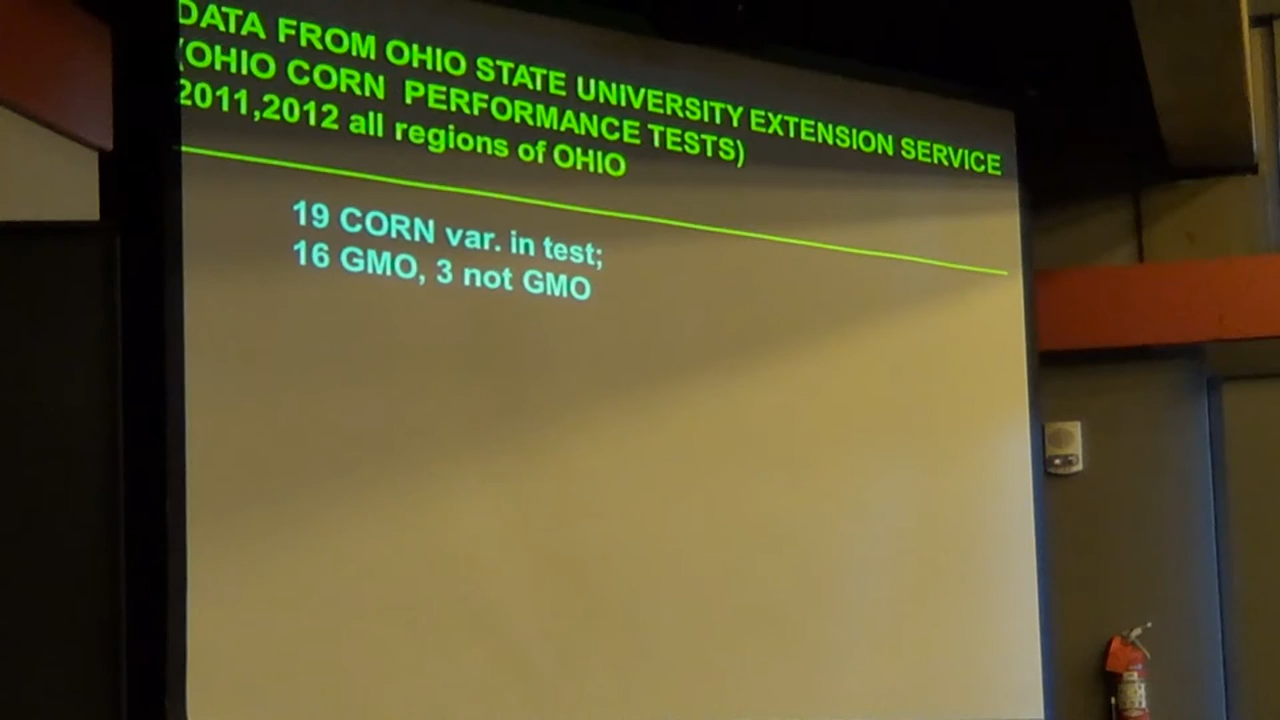 DATA FROM OHIO STATE UNIVERSITY EXTENSION SERVICE
(OHIO CORN PERFORMANCE TESTS)
2011,2012 all regions of OHIO
19 CORN var. in test;
16 GMO, 3 not GMO